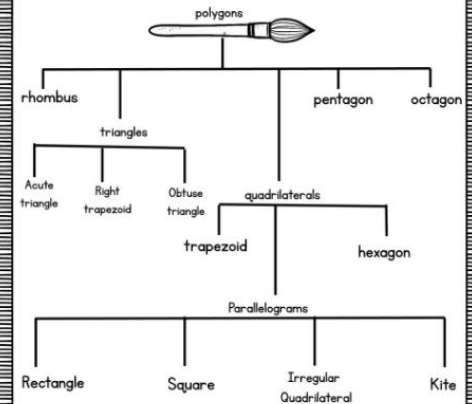 polygons
rhombus
pentagon
octagon
triangles
Acute
triangle
Right
trapezoid
Obtuse
triangle
quadrilaterals
trapezoid
hexagon
Parallelograms
Rectangle
Square
Irregular
Quadrilateral
Kite